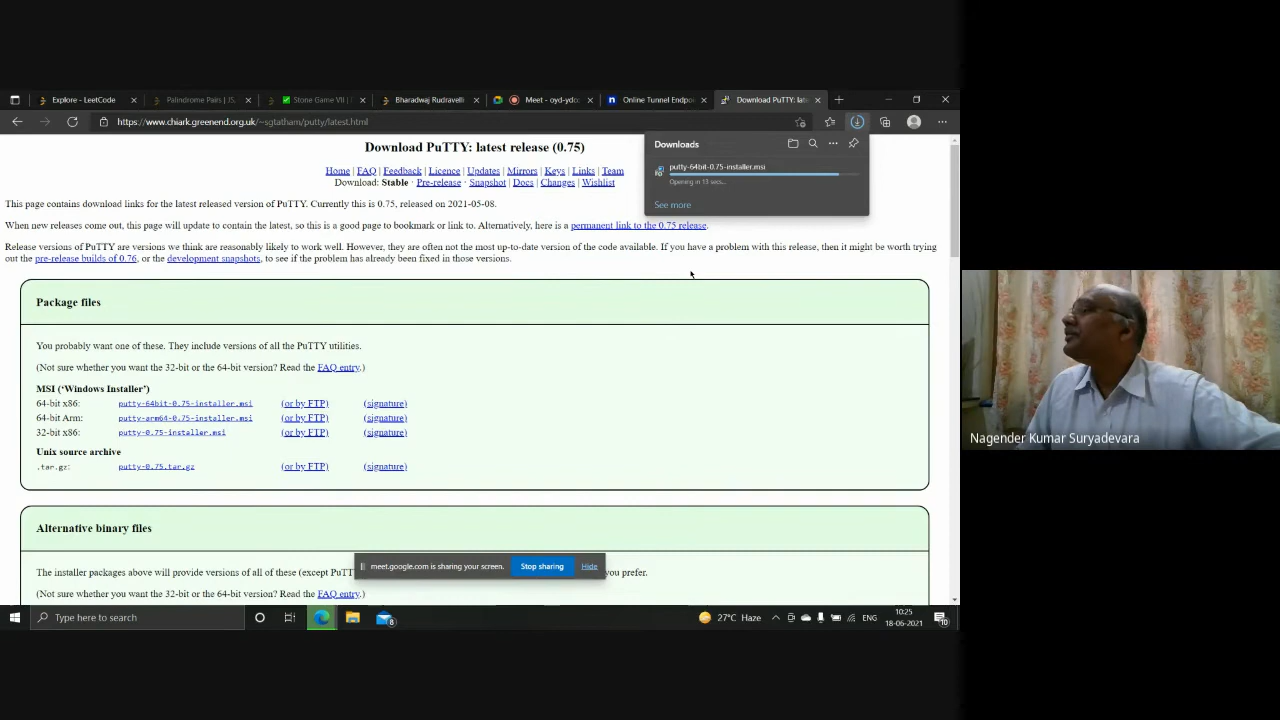 Explore - LeetCode
Palindrome Pairs | JS
Stone Game VII | T
Bharadwaj Rudravelli
Meet - oyd-ydo
Online Tunnel Endpoi
Download PuTTY: late
https://www.chiark.greenend.org.uk/~sgtatham/putty/latest.html
Downloads
putty-64bit-0.75-installer.msi
Opening in 13 secs...
See more
Download PuTTY: latest release (0.75)
Home | FAQ | Feedback | Licence | Updates | Mirrors | Keys | Links | Team
Download: Stable · Pre-release · Snapshot | Docs | Changes | Wishlist
This page contains download links for the latest released version of PuTTY. Currently this is 0.75, released on 2021-05-08.
When new releases come out, this page will update to contain the latest, so this is a good page to bookmark or link to. Alternatively, here is a permanent link to the 0.75 release.
Release versions of PuTTY are versions we think are reasonably likely to work well. However, they are often not the most up-to-date version of the code available. If you have a problem with this release, then it might be worth trying
out the pre-release builds of 0.76, or the development snapshots, to see if the problem has already been fixed in those versions.
Package files
You probably want one of these. They include versions of all the PuTTY utilities.
(Not sure whether you want the 32-bit or the 64-bit version? Read the FAQ entry.)
MSI (‘Windows Installer’)
64-bit x86: putty-64bit-0.75-installer.msi (or by FTP) (signature)
64-bit Arm: putty-arm64-0.75-installer.msi (or by FTP) (signature)
32-bit x86: putty-0.75-installer.msi (or by FTP) (signature)
Unix source archive
.tar.gz: putty-0.75.tar.gz (or by FTP) (signature)
Alternative binary files
The installer packages above will provide versions of all of these (except PuTT
you prefer.
(Not sure whether you want the 32-bit or the 64-bit version? Read the FAQ entry.)
meet.google.com is sharing your screen. Stop sharing Hide
Type here to search
8
27°C Haze
ENG
10:25
18-06-2021
10
Nagender Kumar Suryadevara